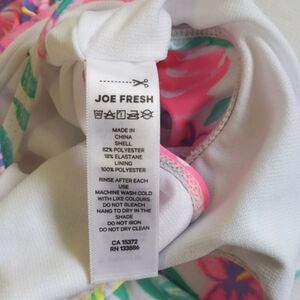 JOE FRESH
MADE IN
CHINA
SHELL
82% POLYESTER
18% ELASTANE
LINING
100% POLYESTER
RINSE AFTER EACH
USE
MACHINE WASH COLD
WITH LIKE COLOURS
DO NOT BLEACH
HANG TO DRY IN THE
SHADE
DO NOT IRON
DO NOT DRY CLEAN
CA 15372
RN 133586